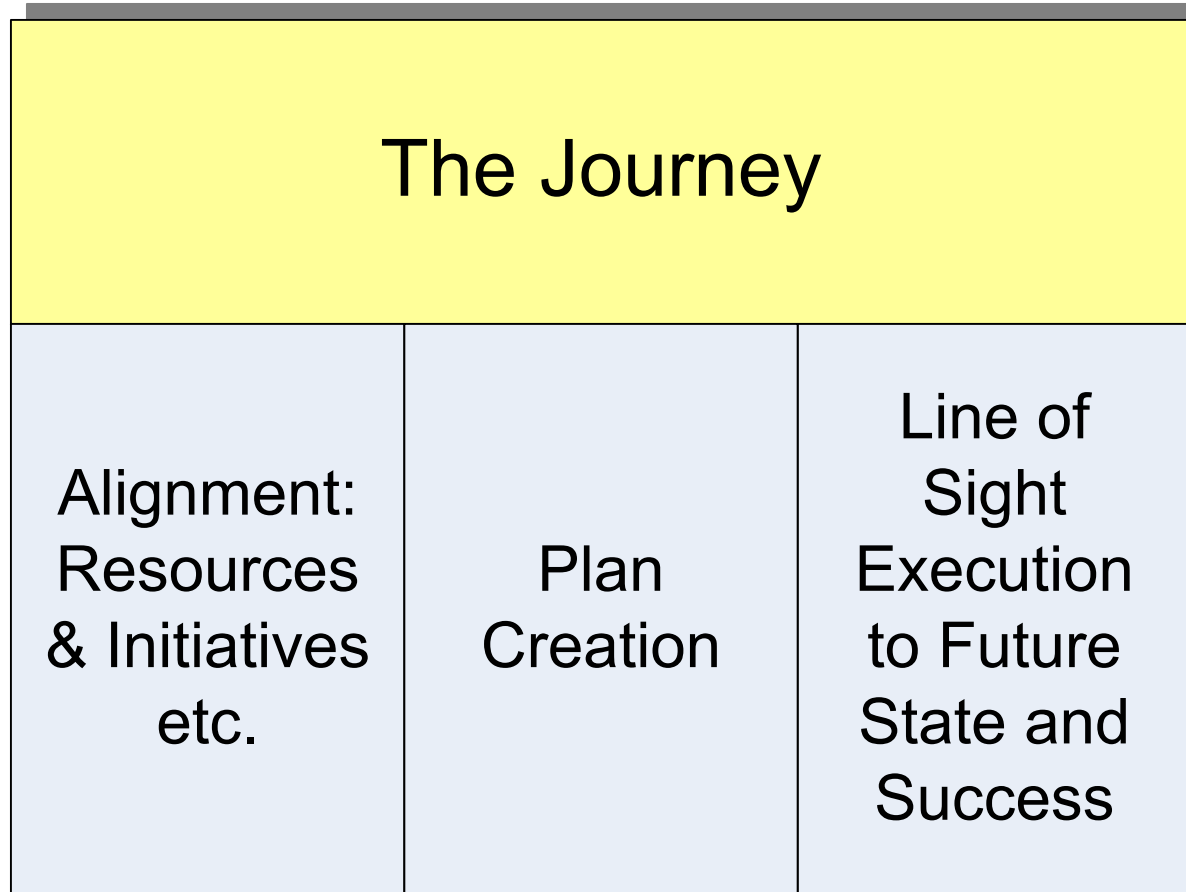 The Journey
Alignment:
Resources
& Initiatives
etc.
Plan
Creation
Line of
Sight
Execution
to Future
State and
Success